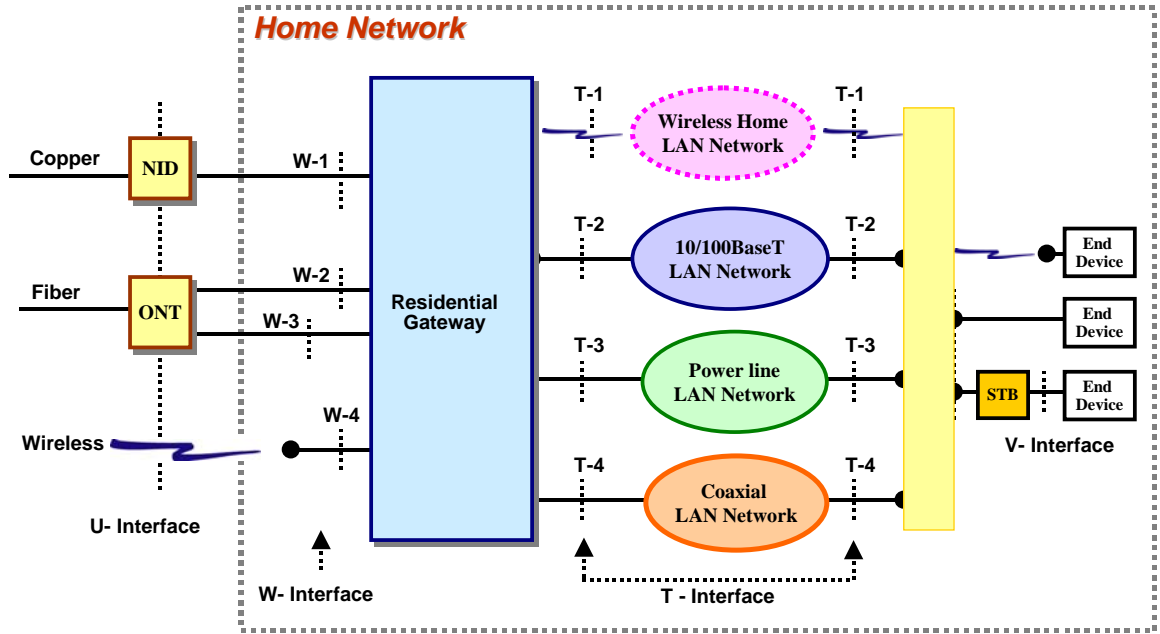 Home Network
T-1
T-1
Wireless Home
LAN Network
Copper
NID
W-1
T-2
10/100BaseT
LAN Network
T-2
End
Device
Fiber
ONT
W-2
W-3
Residential
Gateway
End
Device
T-3
Power line
LAN Network
T-3
STB
End
Device
Wireless
W-4
V- Interface
T-4
Coaxial
LAN Network
T-4
U- Interface
W- Interface
T - Interface